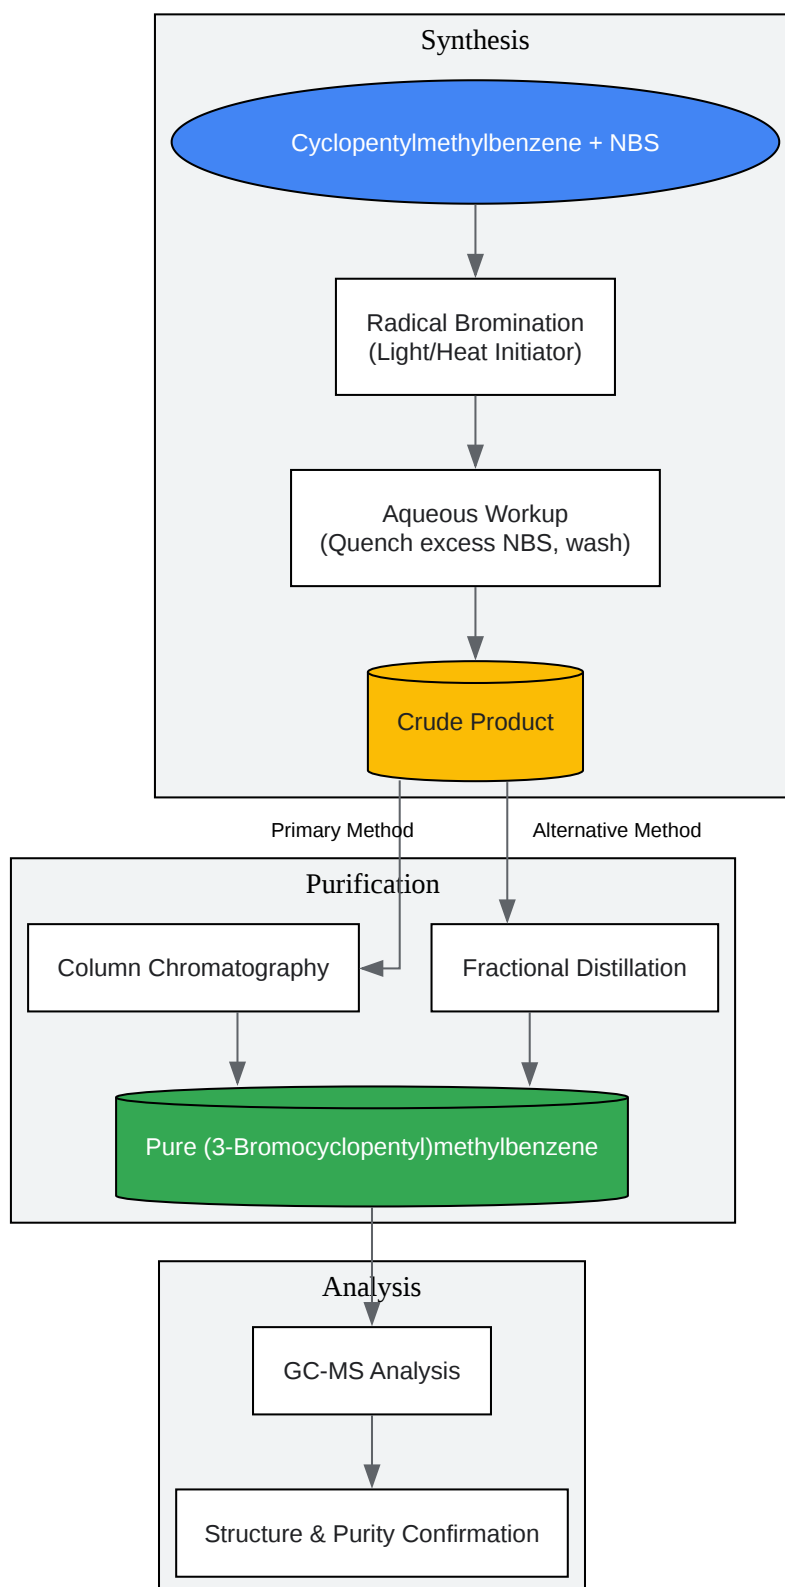 Synthesis
Cyclopentylmethylbenzene + NBS
Radical Bromination
(Light/Heat Initiator)
Aqueous Workup
(Quench excess NBS, wash)
Crude Product
Primary Method
Alternative Method
Purification
Column Chromatography
Fractional Distillation
Pure (3-Bromocyclopentyl)methylbenzene
Analysis
GC-MS Analysis
Structure & Purity Confirmation